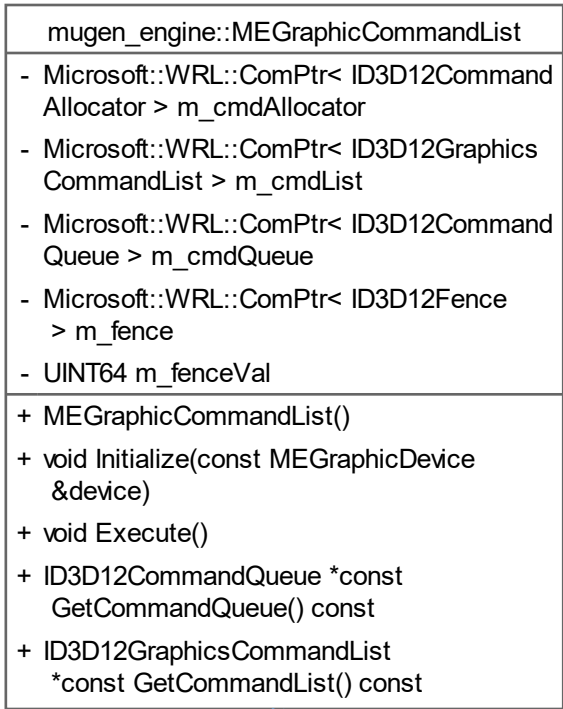 mugen_engine::MEGraphicCommandList
- Microsoft::WRL::ComPtr< ID3D12Command
Allocator > m_cmdAllocator
- Microsoft::WRL::ComPtr< ID3D12Graphics
CommandList > m_cmdList
- Microsoft::WRL::ComPtr< ID3D12Command
Queue > m_cmdQueue
- Microsoft::WRL::ComPtr< ID3D12Fence
> m_fence
- UINT64 m_fenceVal
+ MEGraphicCommandList()
+ void Initialize(const MEGraphicDevice
&device)
+ void Execute()
+ ID3D12CommandQueue *const
GetCommandQueue() const
+ ID3D12GraphicsCommandList
*const GetCommandList() const